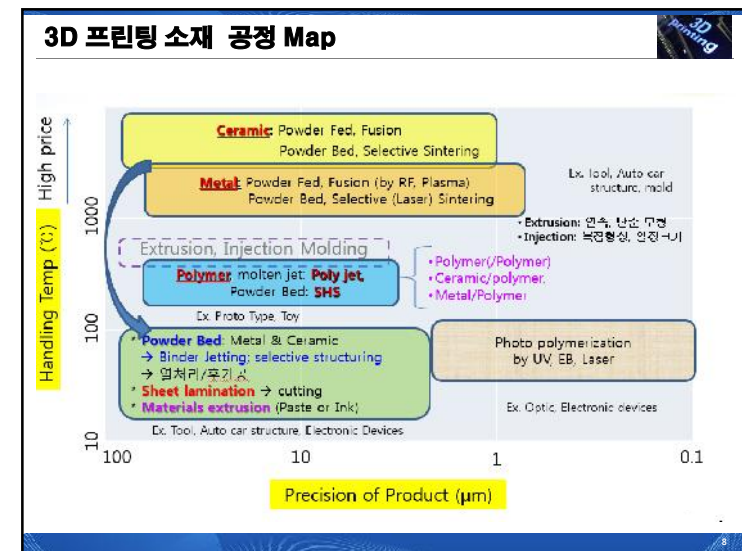 3D 프린팅 소재 공정 Map
3D
printing
High price
Handling Temp (℃)
1000
100
10
Ceramic: Powder Fed, Fusion
Powder Bed, Selective Sintering
Metal: Powder Fed, Fusion (by RF, Plasma)
Powder Bed, Selective (Laser) Sintering
Ex. Tool, Auto car
structure, mold
• Extrusion: 연속, 단순 모형
• Injection: 복잡형상, 일정크기
Extrusion, Injection Molding
Polymer: molten jet: Poly jet,
Powder Bed: SHS
• Polymer(/Polymer)
• Ceramic/polymer,
• Metal/Polymer
Ex. Proto Type, Toy
* Powder Bed: Metal & Ceramic
→ Binder Jetting; selective structuring
→ 열처리/후가공
* Sheet lamination → cutting
* Materials extrusion (Paste or Ink)
Photo polymerization
by UV, EB, Laser
Ex. Tool, Auto car structure, Electronic Devices
Ex. Optic, Electronic devices
100
10
1
0.1
Precision of Product (μm)
8